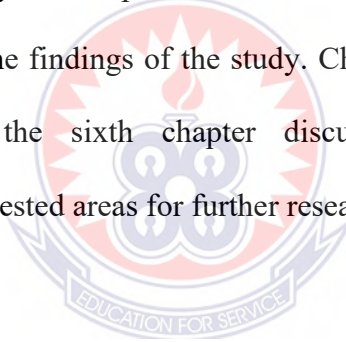 he findings of the study. Ch
the sixth chapter discu
ested areas for further resea
EDUCATION FOR SERVICE